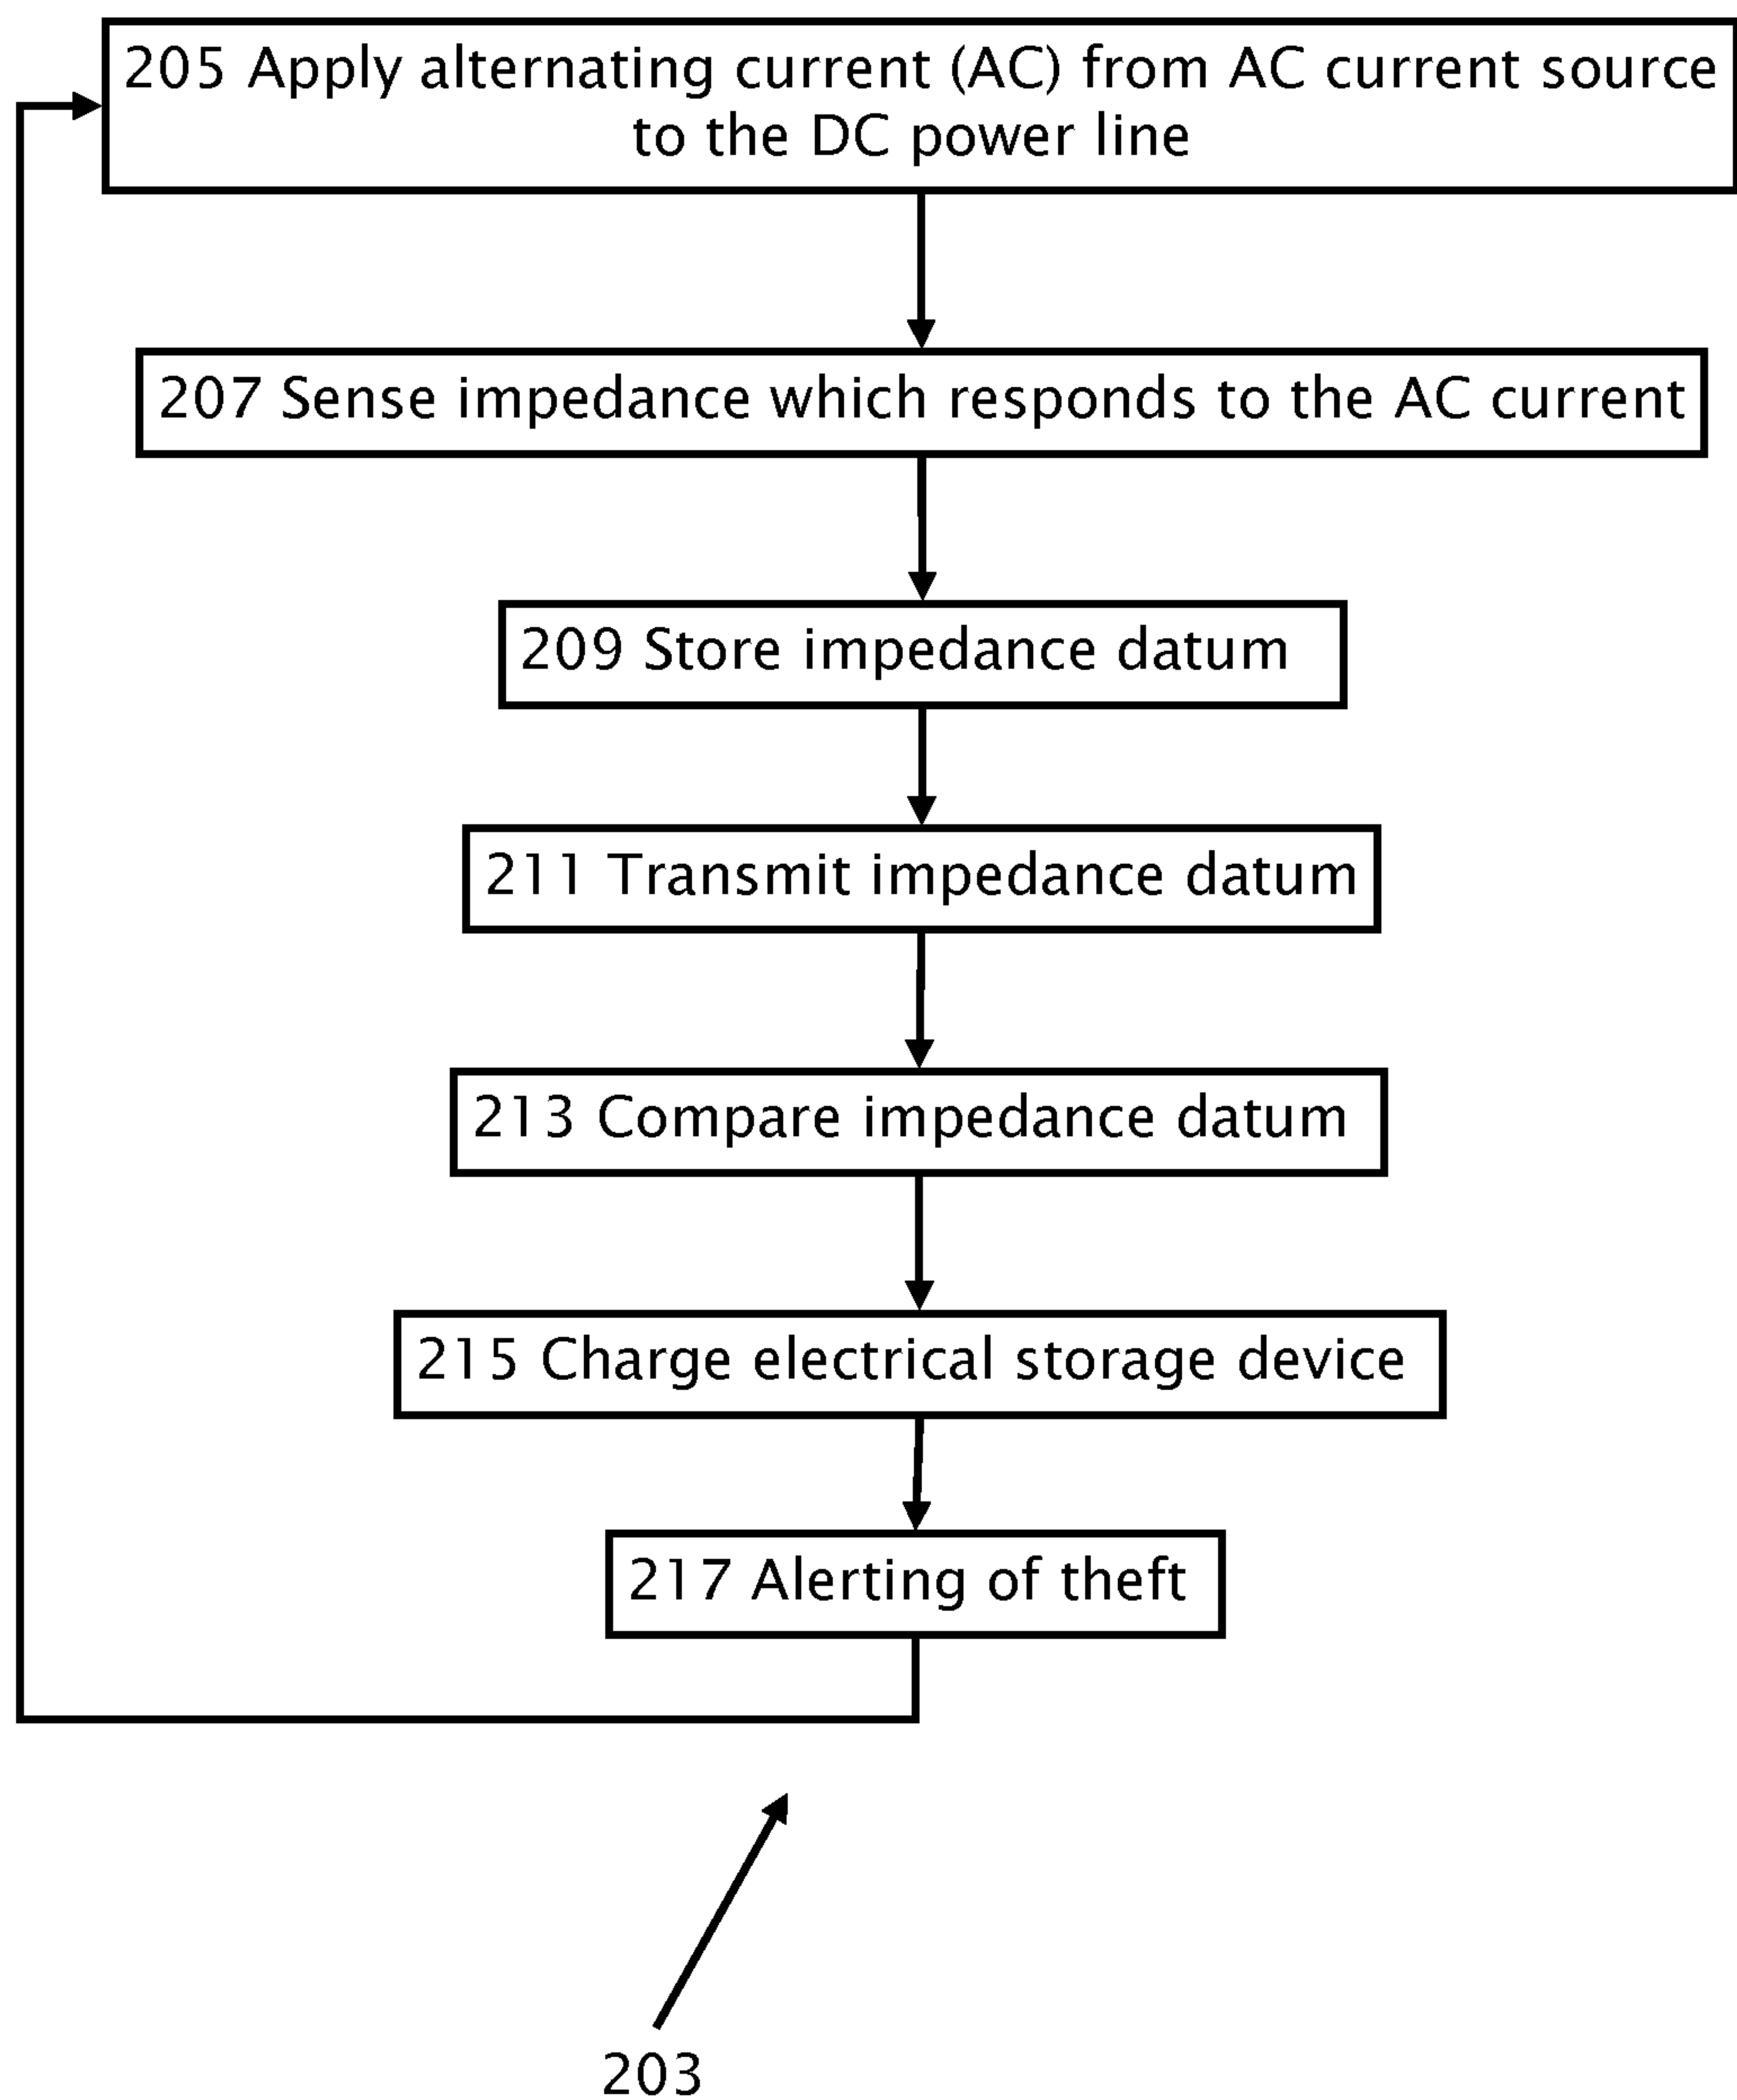 205 Apply alternating current (AC) from AC current source
to the DC power line
207 Sense impedance which responds to the AC current
209 Store impedance datum
211 Transmit impedance datum
213 Compare impedance datum
215 Charge electrical storage device
217 Alerting of theft
203